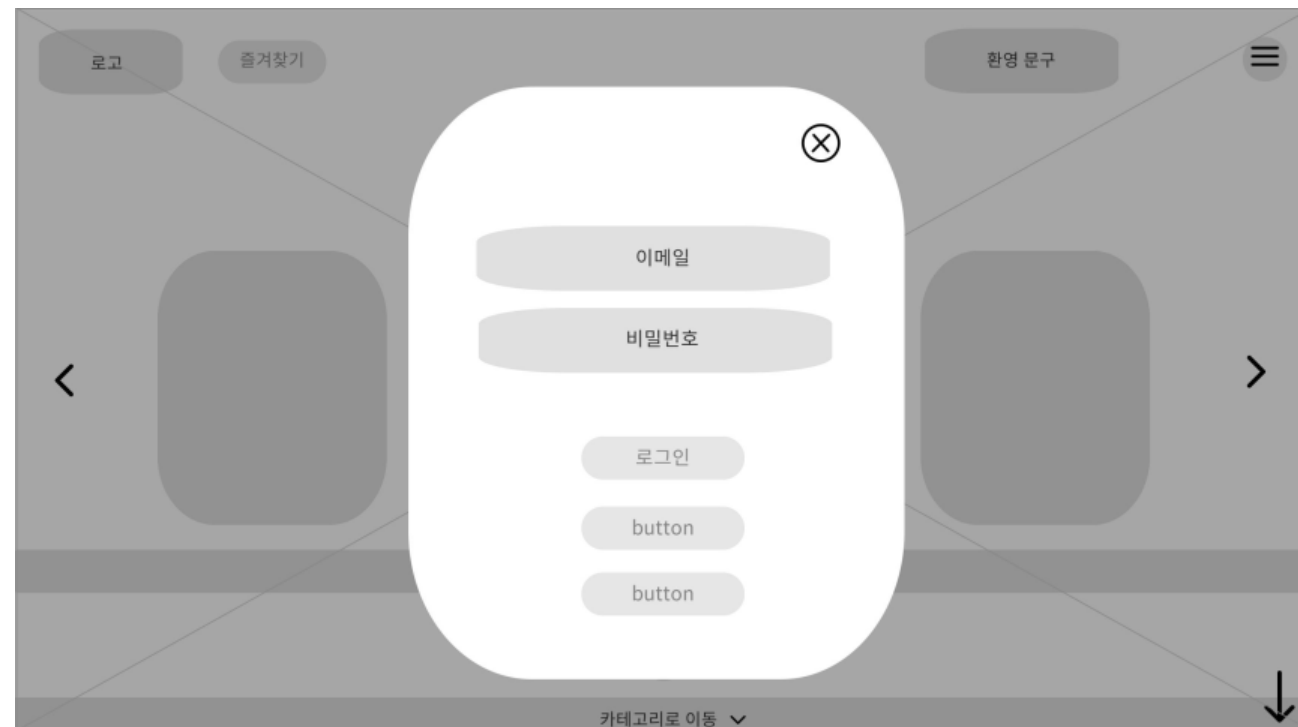 로고
즐겨찾기
환영 문구
이메일
비밀번호
로그인
button
button
카테고리로 이동